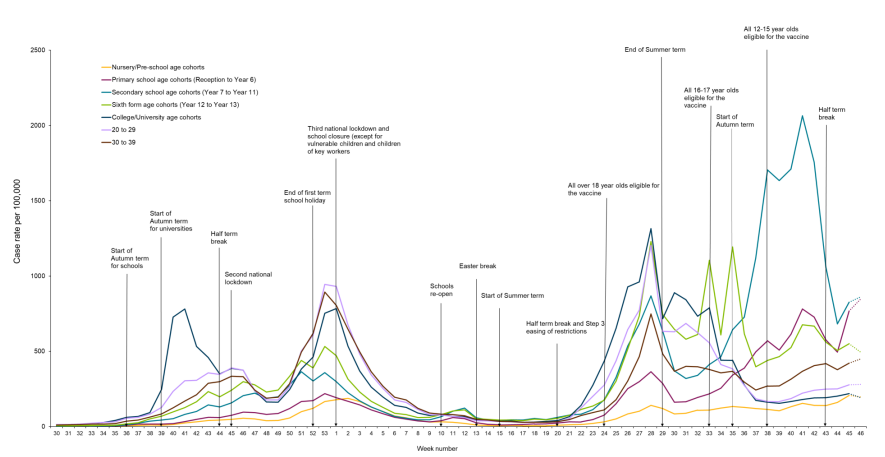 All 12-15 year olds
eligible for the vaccine
2500
End of Summer term
Nursery/Pre-school age cohorts
Primary school age cohorts (Reception to Year 6)
Secondary school age cohorts (Year 7 to Year 11)
Sixth form age cohorts (Year 12 to Year 13)
College/University age cohorts
20 to 29
30 to 39
All 16-17 year olds
eligible for the
vaccine
Half term
break
Start of
Autumn term
2000
Third national lockdown and
school closure (except for
vulnerable children and children
of key workers
End of first term
school holiday
All over 18 year olds eligible for
the vaccine
1500
Start of
Autumn term
for universities
Half term
break
Start of
Autumn term
for schools
Second national
lockdown
Easter break
Schools
re-open
Start of Summer term
1000
Half term break and Step 3
easing of restrictions
500
0
Case rate per 100,000
30 31 32 33 34 35 36 37 38 39 40 41 42 43 44 45 46 47 48 49 50 51 52 53 1 2 3 4 5 6 7 8 9 10 11 12 13 14 15 16 17 18 19 20 21 22 23 24 25 26 27 28 29 30 31 32 33 34 35 36 37 38 39 40 41 42 43 44 45 46
Week number